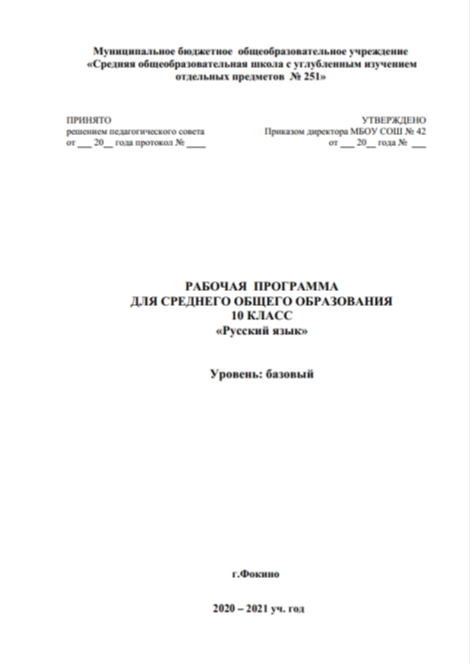 Муниципальное бюджетное общеобразовательное учреждение
«Средняя общеобразовательная школа с углубленным изучением
отдельных предметов № 251»
ПРИНЯТО
решением педагогического совета
от ___ 20__ года протокол № ____
УТВЕРЖДЕНО
Приказом директора МБОУ СОШ № 42
от ___ 20__ года № ___
РАБОЧАЯ ПРОГРАММА
ДЛЯ СРЕДНЕГО ОБЩЕГО ОБРАЗОВАНИЯ
10 КЛАСС
«Русский язык»
Уровень: базовый
г.Фокино
2020 – 2021 уч. год